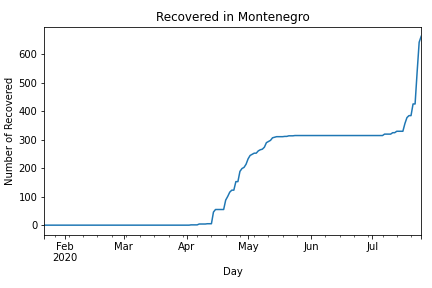 Recovered in Montenegro
Number of Recovered
600
500
400
300
200
100
0
Feb
2020
Mar
Apr
May
Jun
Jul
Day